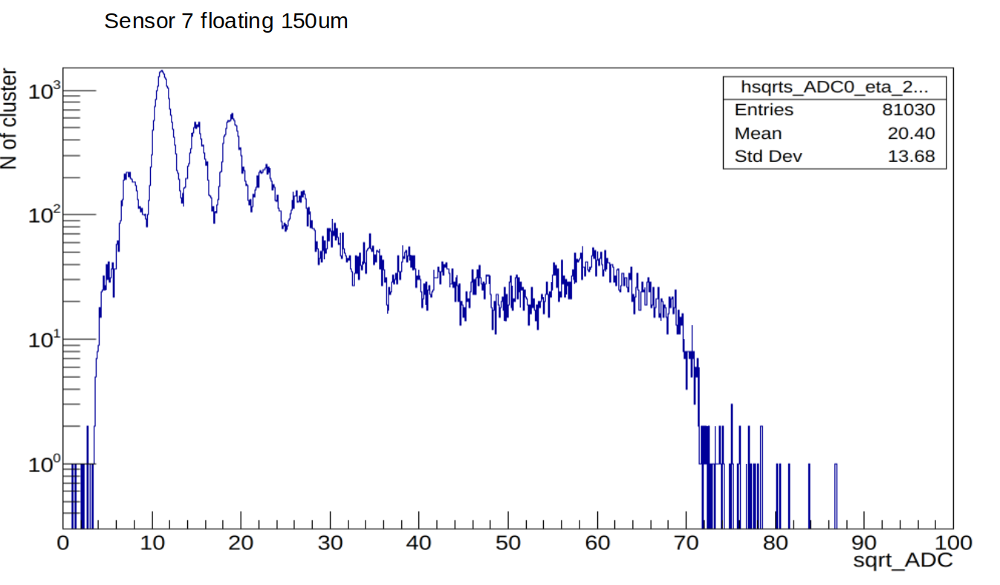 Sensor 7 floating 150um
N of cluster
10³
10²
10¹
10⁰
hsqrts_ADC0_eta_2...
Entries 81030
Mean 20.40
Std Dev 13.68
0 10 20 30 40 50 60 70 80 90 100
sqrt_ADC